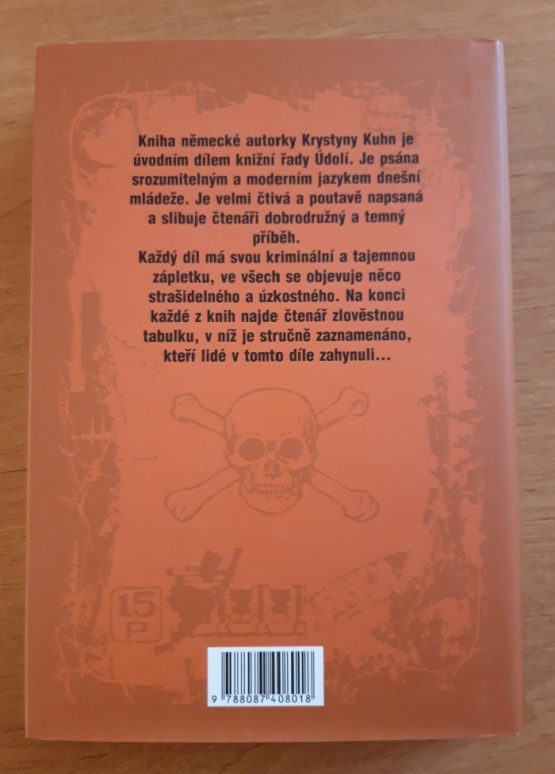 Kniha německé autorky Krystyny Kuhn je
úvodním dílem knižní řady Údolí. Je psána
srozumitelným a moderním jazykem dnešní
mládeže. Je velmi čtivá a poutavě napsaná
a slibuje čtenáři dobrodružný a temný
příběh.
Každý díl má svou kriminální a tajemnou
zápletku, ve všech se objevuje něco
strašidelného a úzkostného. Na konci
každé z knih najde čtenář zlověstnou
tabulku, v níž je stručně zaznamenáno,
kteří lidé v tomto díle zahynuli...
15
P
9 788087 408018